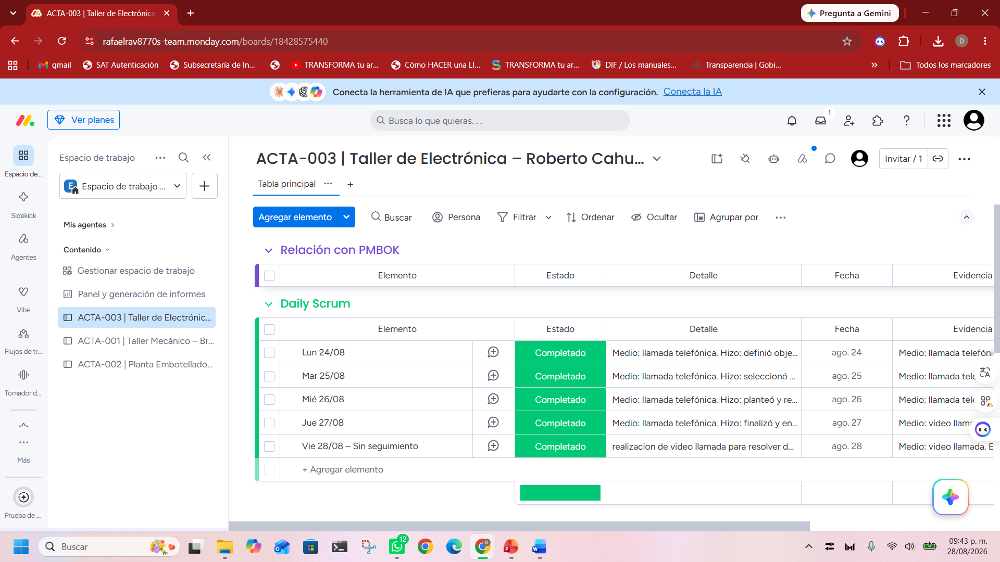 ACTA-003 | Taller de Electrónica
Pregunta a Gemini
rafaelrav8770s-team.monday.com/boards/18428575440
D
gmail
SAT Autenticación
Subsecretaría de In...
TRANSFORMA tu ar...
Cómo HACER una LI...
TRANSFORMA tu ar...
DIF / Los manuales...
Transparencia | Gobi...
Todos los marcadores
Conecta la herramienta de IA que prefieras para ayudarte con la configuración. Conecta la IA
Ver planes
Busca lo que quieras. . .
1
Espacio de...
Sidekick
Agentes
Vibe
Flujos de tr...
Tomador d...
Más
Prueba de ...
Espacio de trabajo
E
Espacio de trabajo ...
Mis agentes
Contenido
Gestionar espacio de trabajo
Panel y generación de informes
ACTA-003 | Taller de Electrónic...
ACTA-001 | Taller Mecánico – Br...
ACTA-002 | Planta Embotellado...
ACTA-003 | Taller de Electrónica – Roberto Cahu...
Invitar / 1
Tabla principal
Agregar elemento
Buscar
Persona
Filtrar
Ordenar
Ocultar
Agrupar por
Relación con PMBOK
Elemento Estado Detalle Fecha Evidencia
Daily Scrum
Elemento Estado Detalle Fecha Evidencia
Lun 24/08 Completado Medio: llamada telefónica. Hizo: definió obje... ago. 24 Medio: llamada telefóni
Mar 25/08 Completado Medio: llamada telefónica. Hizo: seleccionó ... ago. 25 Medio: llamada tele
Mié 26/08 Completado Medio: llamada telefónica. Hizo: planteó y re... ago. 26 Medio: llamada tele
Jue 27/08 Completado Medio: llamada telefónica. Hizo: finalizó y en... ago. 27 Medio: video llama
Vie 28/08 – Sin seguimiento Completado realizacion de video llamada para resolver d... ago. 28 Medio: video llamada. E
+ Agregar elemento
Buscar
12
D
P
W
09:43 p. m.
28/08/2026